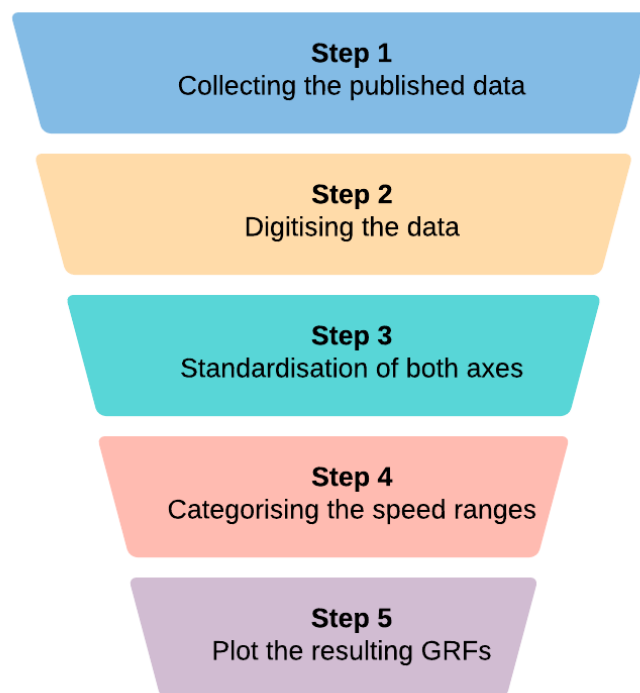 Step 1
Collecting the published data
Step 2
Digitising the data
Step 3
Standardisation of both axes
Step 4
Categorising the speed ranges
Step 5
Plot the resulting GRFs